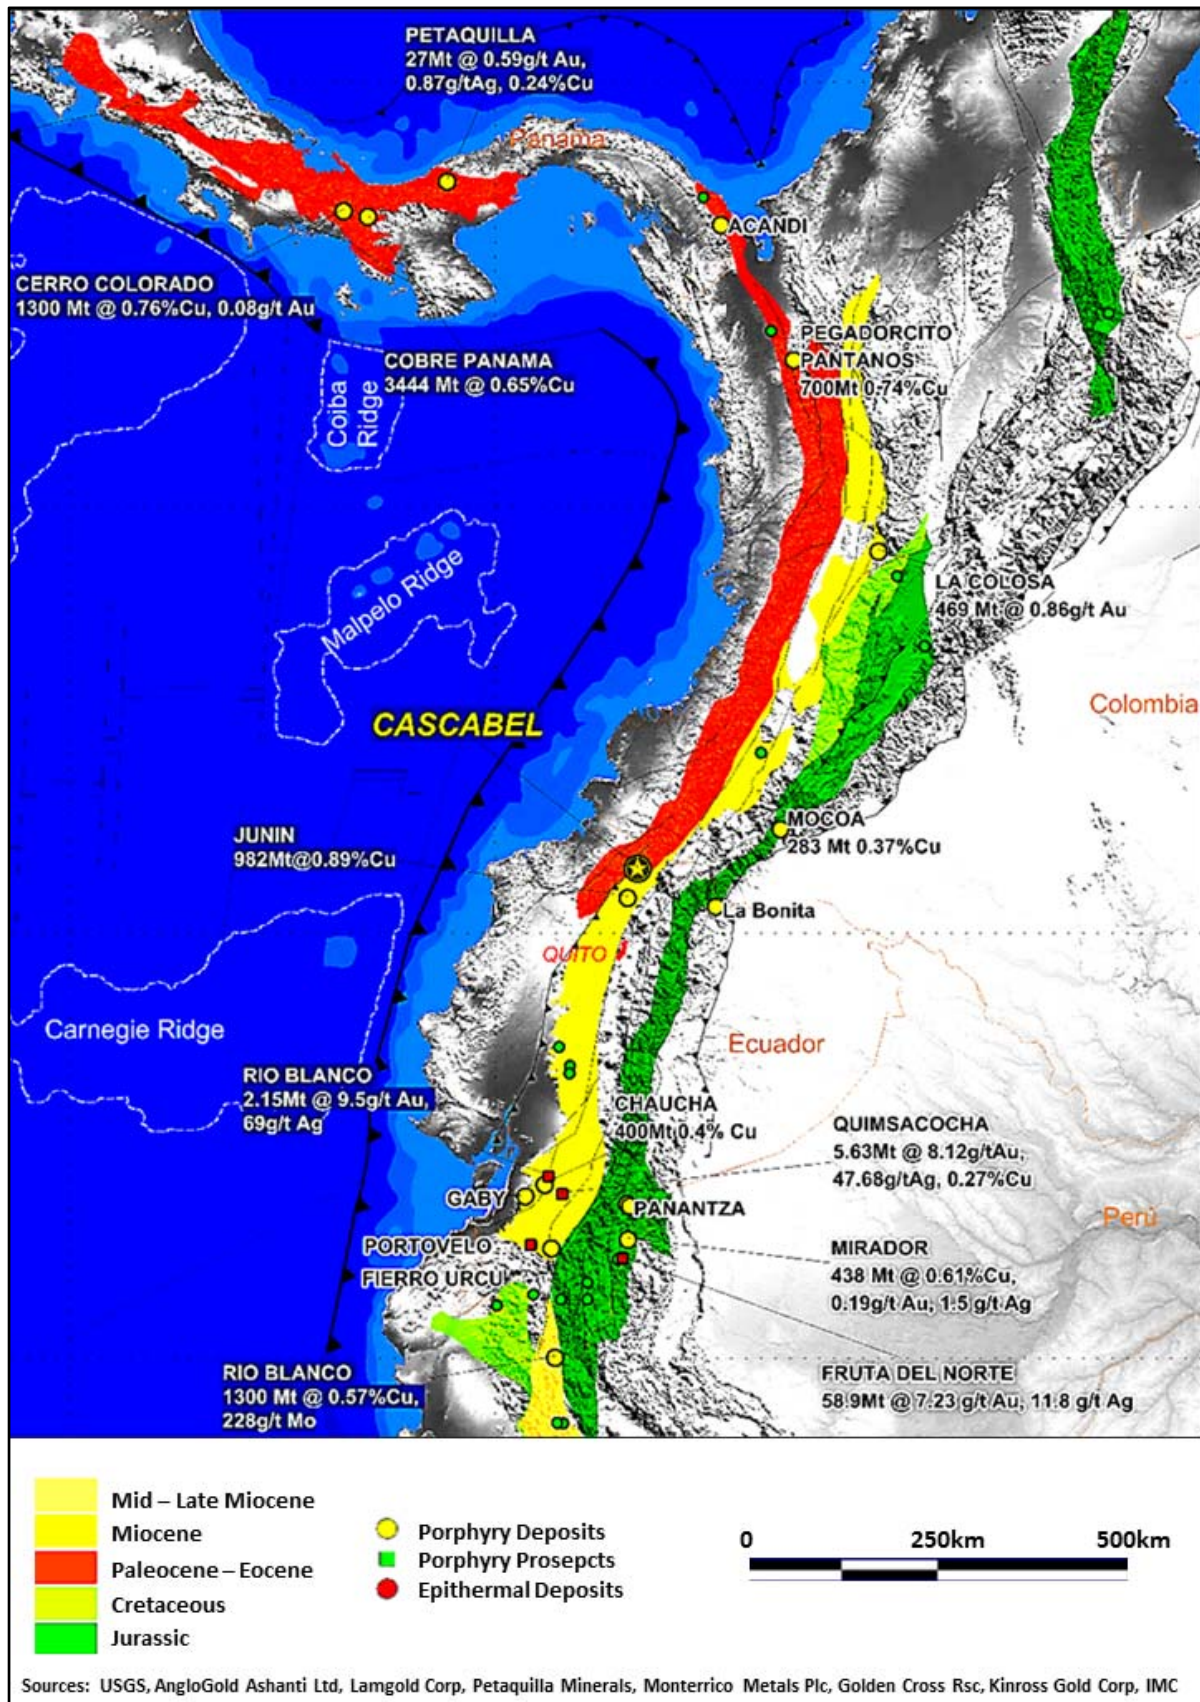 PETAQUILLA
27Mt @ 0.59g/t Au,
0.87g/tAg, 0.24%Cu
Panama
ACANDI
CERRO COLORADO
1300 Mt @ 0.76%Cu, 0.08g/t Au
PEGADORCITO
PANTANOS
700Mt 0.74%Cu
COBRE PANAMA
3444 Mt @ 0.65%Cu
Coiba
Ridge
Malpelo Ridge
LA COLOSA
469 Mt @ 0.86g/t Au
Colombia
CASCABEL
MOCOA
283 Mt 0.37%Cu
JUNIN
982Mt@0.89%Cu
La Bonita
QUITO
Carnegie Ridge
Ecuador
RIO BLANCO
2.15Mt @ 9.5g/t Au,
69g/t Ag
CHAUCHA
400Mt 0.4% Cu
QUIMSACOCHA
5.63Mt @ 8.12g/tAu,
47.68g/tAg, 0.27%Cu
GABY
PANANTZA
Perú
PORTOVELO
MIRADOR
438 Mt @ 0.61%Cu,
0.19g/t Au, 1.5 g/t Ag
FIERRO URCU
RIO BLANCO
1300 Mt @ 0.57%Cu,
228g/t Mo
FRUTA DEL NORTE
58.9Mt @ 7.23 g/t Au, 11.8 g/t Ag
Mid – Late Miocene
Miocene
Paleocene – Eocene
Cretaceous
Jurassic
Porphyry Deposits
Porphyry Prosepcts
Epithermal Deposits
0 250km 500km
Sources: USGS, AngloGold Ashanti Ltd, Lamgold Corp, Petaquilla Minerals, Monterrico Metals Plc, Golden Cross Rsc, Kinross Gold Corp, IMC